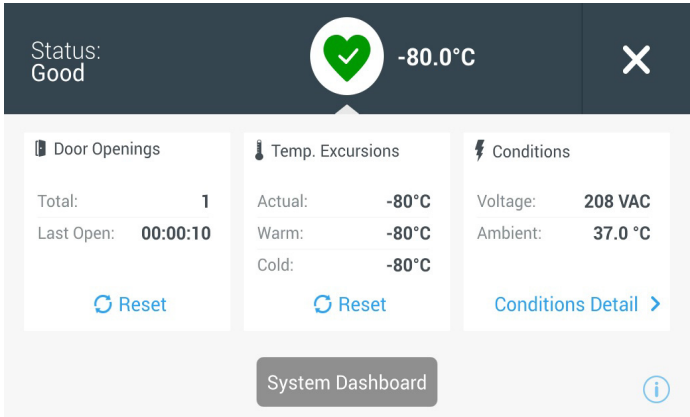 Status:
Good
-80.0°C
Door Openings
Total: 1
Last Open: 00:00:10
Reset
Temp. Excursions
Actual: -80°C
Warm: -80°C
Cold: -80°C
Reset
Conditions
Voltage: 208 VAC
Ambient: 37.0 °C
Conditions Detail
System Dashboard